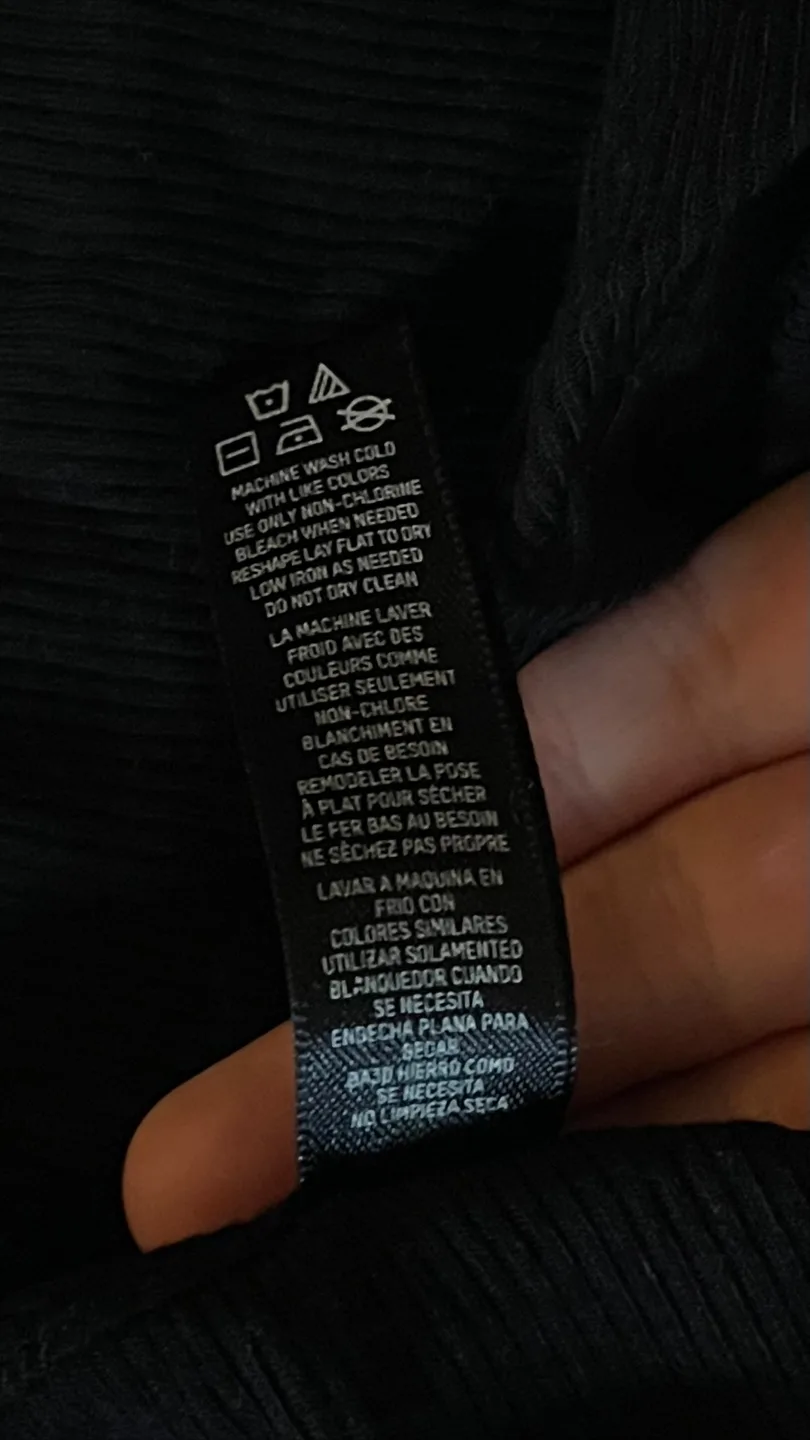 MACHINE WASH COLD
WITH LIKE COLORS
USE ONLY NON-CHLORINE
BLEACH WHEN NEEDED
RESHAPE LAY FLAT TO DRY
LOW IRON AS NEEDED
DO NOT DRY CLEAN
LA MACHINE LAVER
FROID AVEC DES
COULEURS COMME
UTILISER SEULEMENT
NON-CHLORE
BLANCHIMENT EN
CAS DE BESOIN
REMODELER LA POSE
À PLAT POUR SÉCHER
LE FER BAS AU BESOIN
NE SÉCHEZ PAS PROPRE
LAVAR A MAQUINA EN
FRIO CON
COLORES SIMILARES
UTILIZAR SOLAMENTED
BLANQUEDOR CUANDO
SE NECESITA
ENDECHA PLANA PARA
SECAR
BAJO HIERRO COMO
SE NECESITA
NO LIMPIEZA SECA